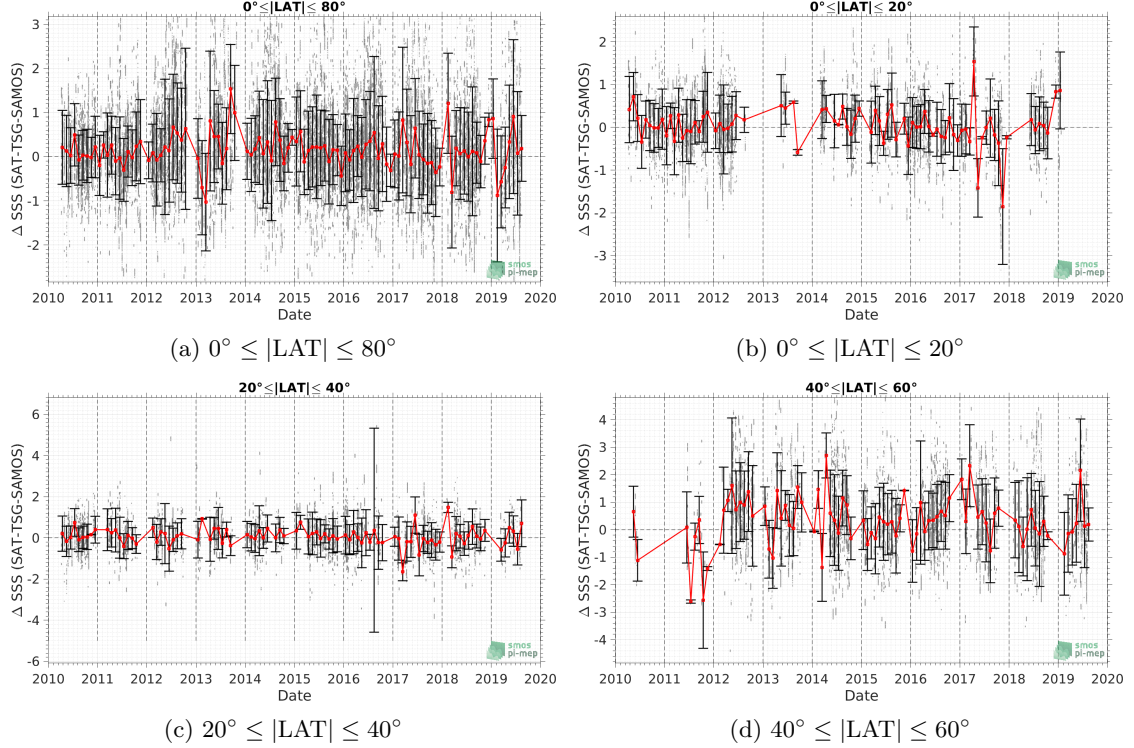 0°≤|LAT|≤ 80°
Δ SSS (SAT-TSG-SAMOS)
3
2
1
0
-1
-2
smos
pi-mep
2010 2011 2012 2013 2014 2015 2016 2017 2018 2019 2020
Date
(a) 0° ≤ |LAT| ≤ 80°
0°≤|LAT|≤ 20°
Δ SSS (SAT-TSG-SAMOS)
2
1
0
-1
-2
-3
smos
pi-mep
2010 2011 2012 2013 2014 2015 2016 2017 2018 2019 2020
Date
(b) 0° ≤ |LAT| ≤ 20°
20°≤|LAT|≤ 40°
Δ SSS (SAT-TSG-SAMOS)
6
4
2
0
-2
-4
-6
smos
pi-mep
2010 2011 2012 2013 2014 2015 2016 2017 2018 2019 2020
Date
(c) 20° ≤ |LAT| ≤ 40°
40°≤|LAT|≤ 60°
Δ SSS (SAT-TSG-SAMOS)
4
3
2
1
0
-1
-2
-3
-4
smos
pi-mep
2010 2011 2012 2013 2014 2015 2016 2017 2018 2019 2020
Date
(d) 40° ≤ |LAT| ≤ 60°